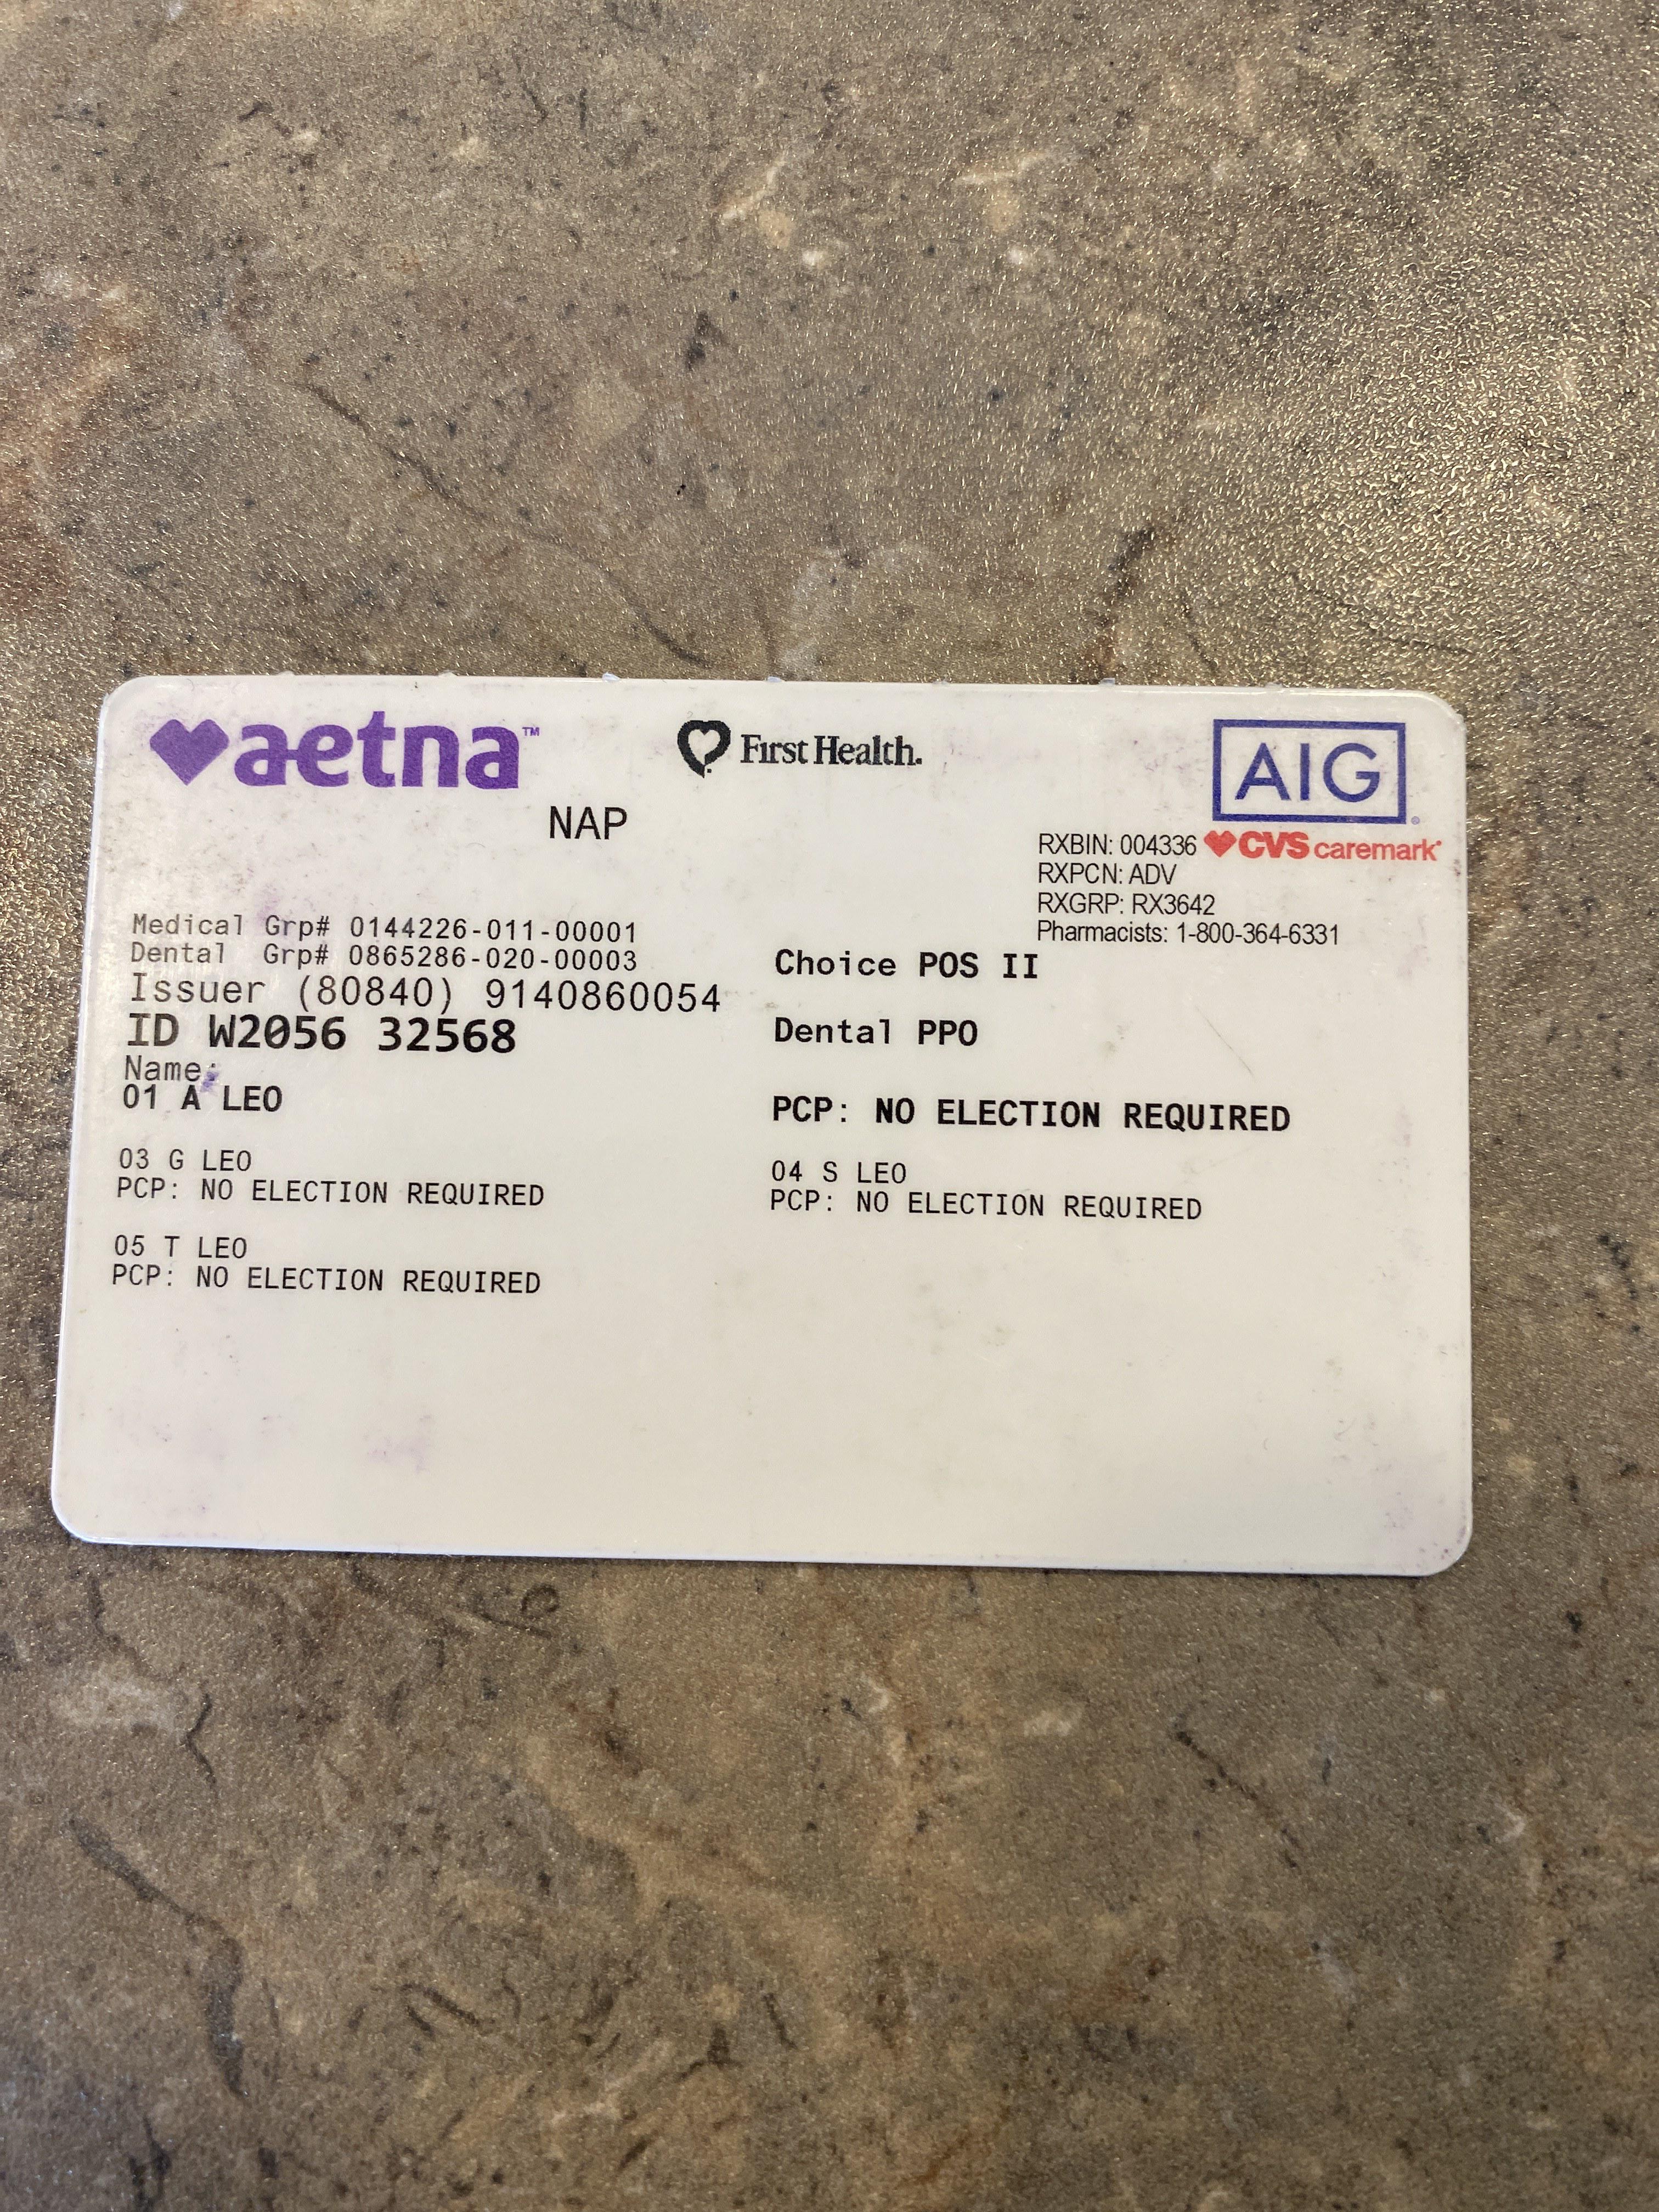 aetna™
First Health.
AIG
NAP
RXBIN: 004336 CVS caremark
RXPCN: ADV
RXGRP: RX3642
Pharmacists: 1-800-364-6331
Medical Grp# 0144226-011-00001
Dental Grp# 0865286-020-00003
Issuer (80840) 9140860054
ID W2056 32568
Name:
01 A LEO
Choice POS II
Dental PPO
PCP: NO ELECTION REQUIRED
03 G LEO
PCP: NO ELECTION REQUIRED
04 S LEO
PCP: NO ELECTION REQUIRED
05 T LEO
PCP: NO ELECTION REQUIRED